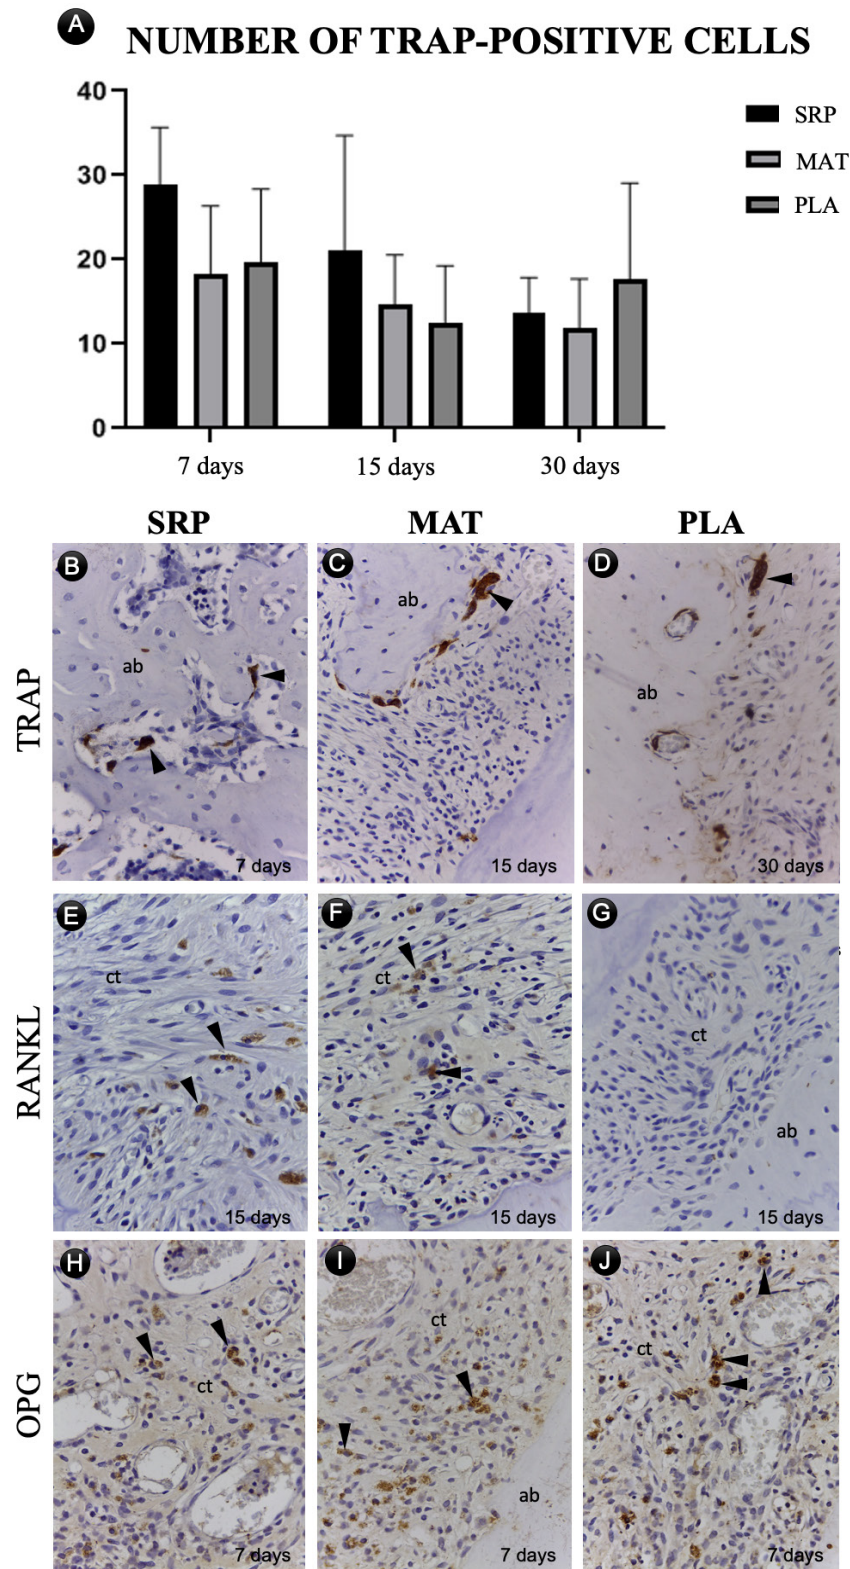 A
NUMBER OF TRAP-POSITIVE CELLS
40
30
20
10
0
7 days
15 days
30 days
SRP
MAT
PLA
SRP
MAT
PLA
TRAP
B
ab
7 days
C
ab
15 days
D
ab
30 days
RANKL
E
ct
15 days
F
ct
15 days
G
ct
ab
15 days
OPG
H
ct
7 days
I
ct
ab
7 days
J
ct
7 days